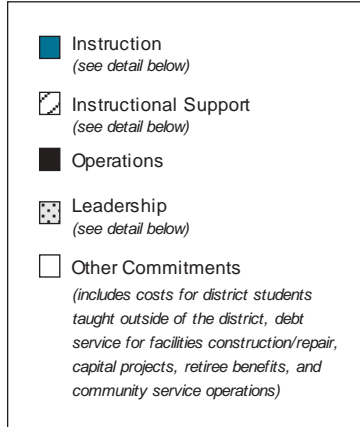 Instruction
(see detail below)
Instructional Support
(see detail below)
Operations
Leadership
(see detail below)
Other Commitments
(includes costs for district students
taught outside of the district, debt
service for facilities construction/repair,
capital projects, retiree benefits, and
community service operations)